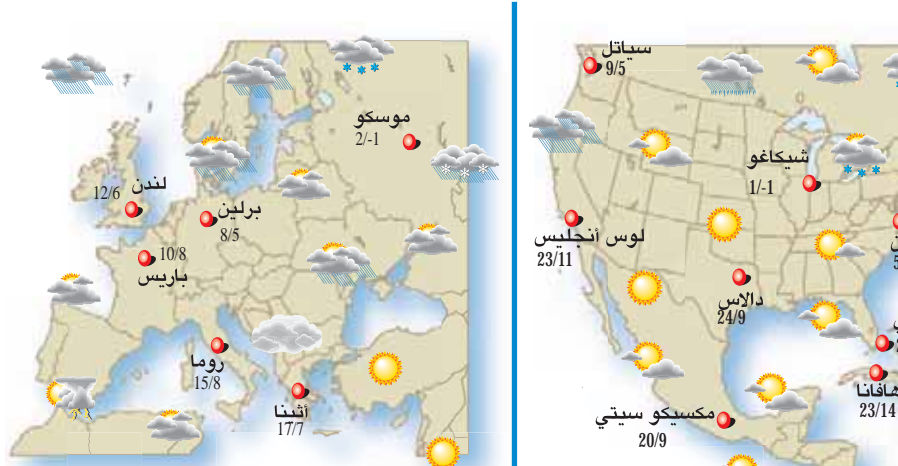 موسكو
2/-1
لندن
12/6
برلين
8/5
10/8
باريس
روما
15/8
أثينا
17/7
سياتل
9/5
شيكاغو
1/-1
لوس أنجليس
23/11
دالاس
24/9
هافانا
23/14
مكسيكو سيتي
20/9